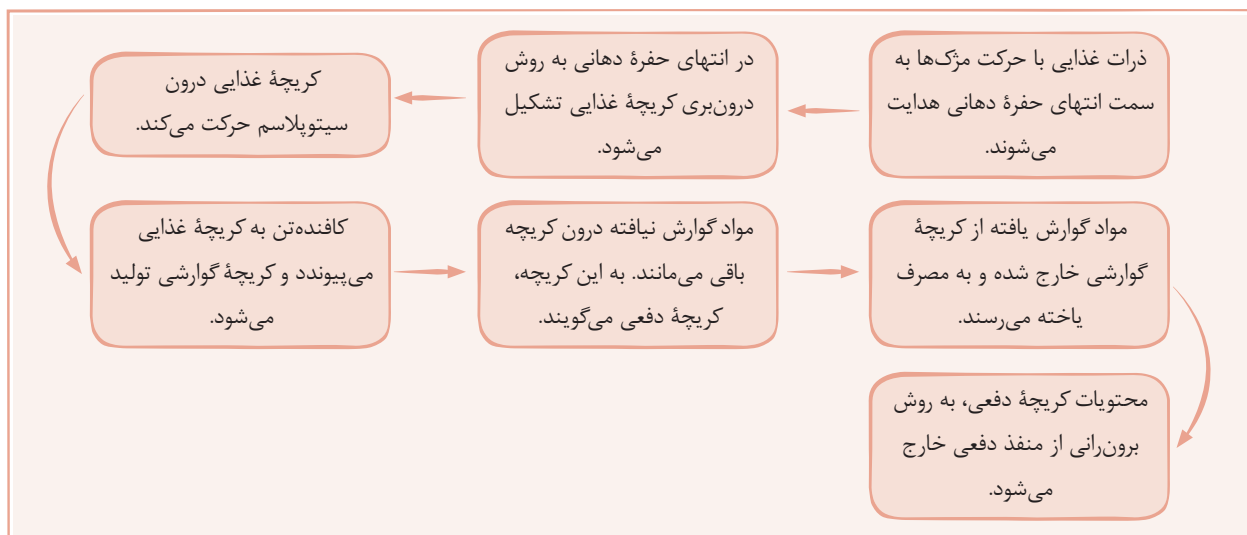 ذرات غذایی با حرکت مژک‌ها به
سمت انتهای حفرهٔ دهانی هدایت
می‌شوند.
در انتهای حفرهٔ دهانی به روش
درون‌بری کریچهٔ غذایی تشکیل
می‌شود.
کریچهٔ غذایی درون
سیتوپلاسم حرکت می‌کند.
کافنده‌تن به کریچهٔ غذایی
می‌پیوندد و کریچهٔ گوارشی تولید
می‌شود.
مواد گوارش نیافته درون کریچه
باقی می‌مانند. به این کریچه،
کریچهٔ دفعی می‌گویند.
مواد گوارش یافته از کریچهٔ
گوارشی خارج شده و به مصرف
یاخته می‌رسند.
محتویات کریچهٔ دفعی، به روش
برون‌رانی از منفذ دفعی خارج
می‌شود.